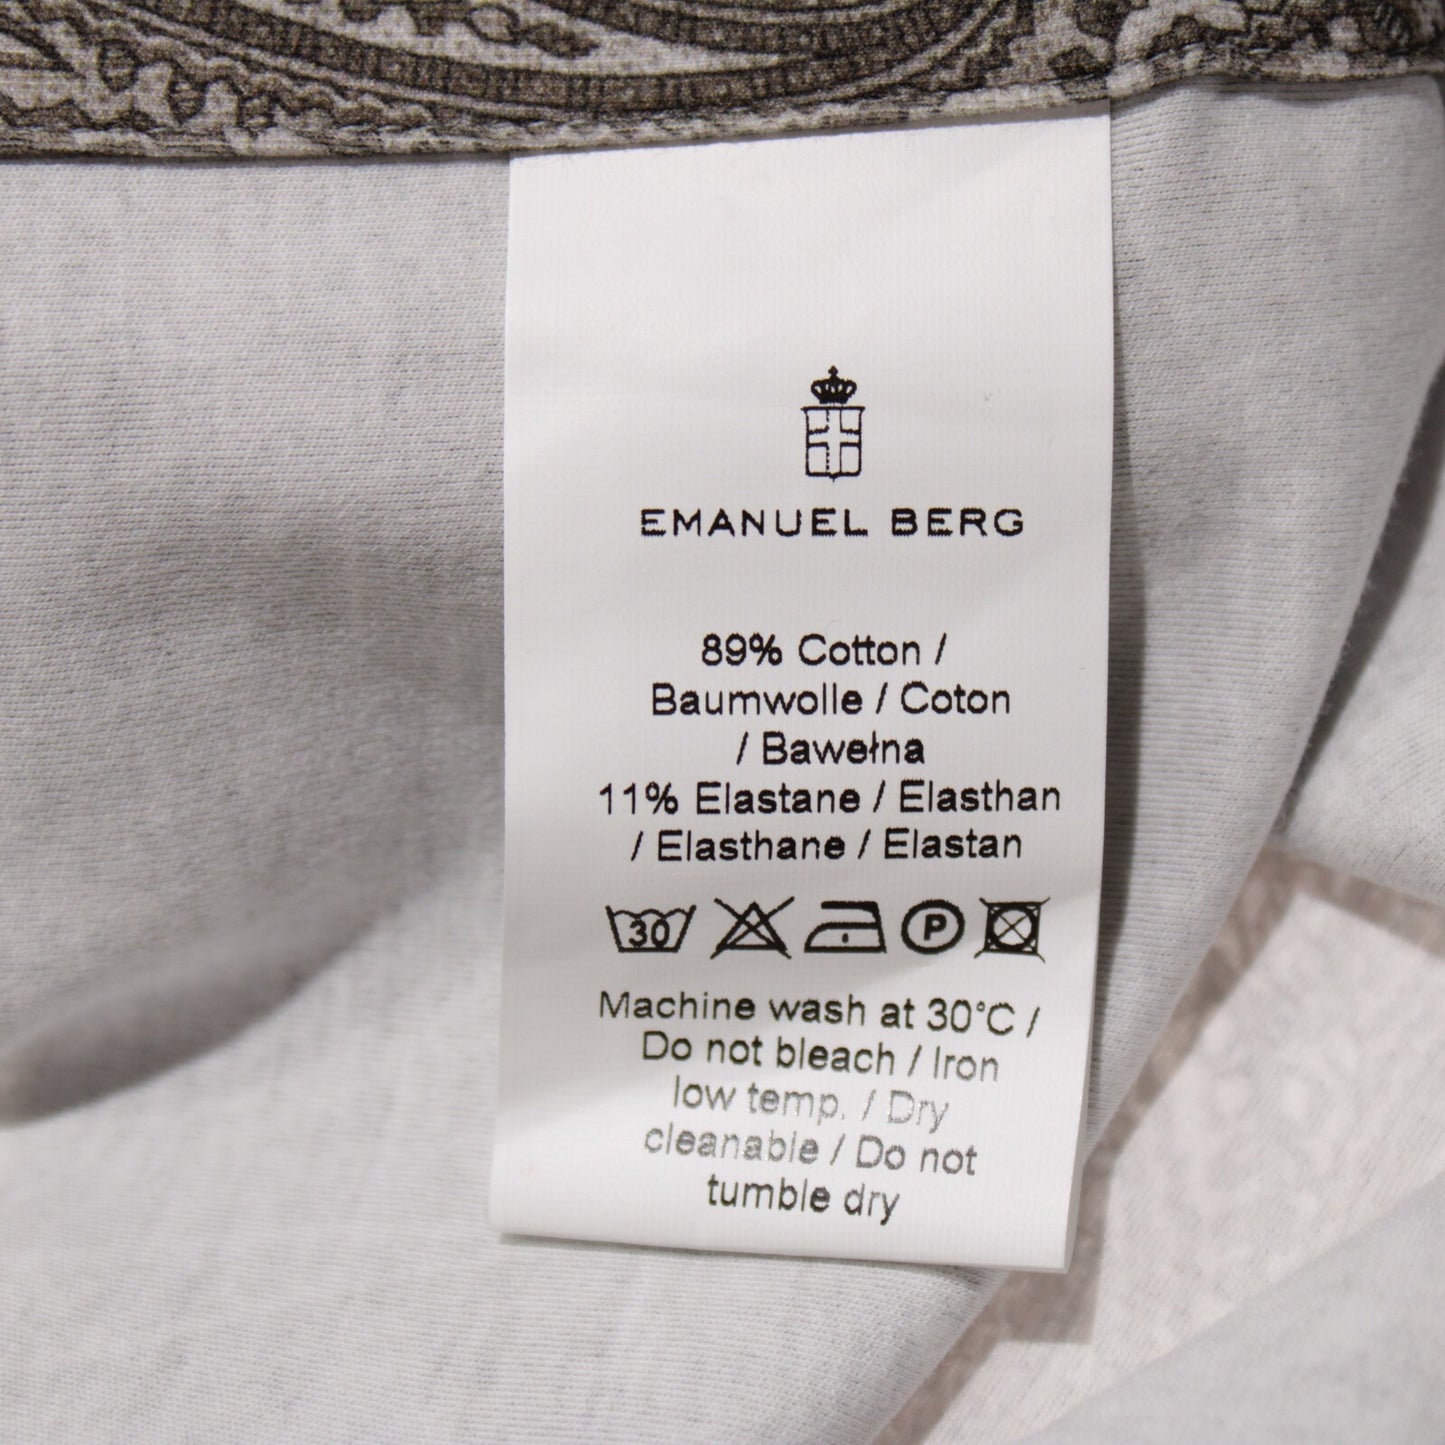 EMANUEL BERG
89% Cotton /
Baumwolle / Coton
/ Bawełna
11% Elastane / Elasthan
/ Elasthane / Elastan
30 P
Machine wash at 30°C /
Do not bleach / Iron
low temp. / Dry
cleanable / Do not
tumble dry